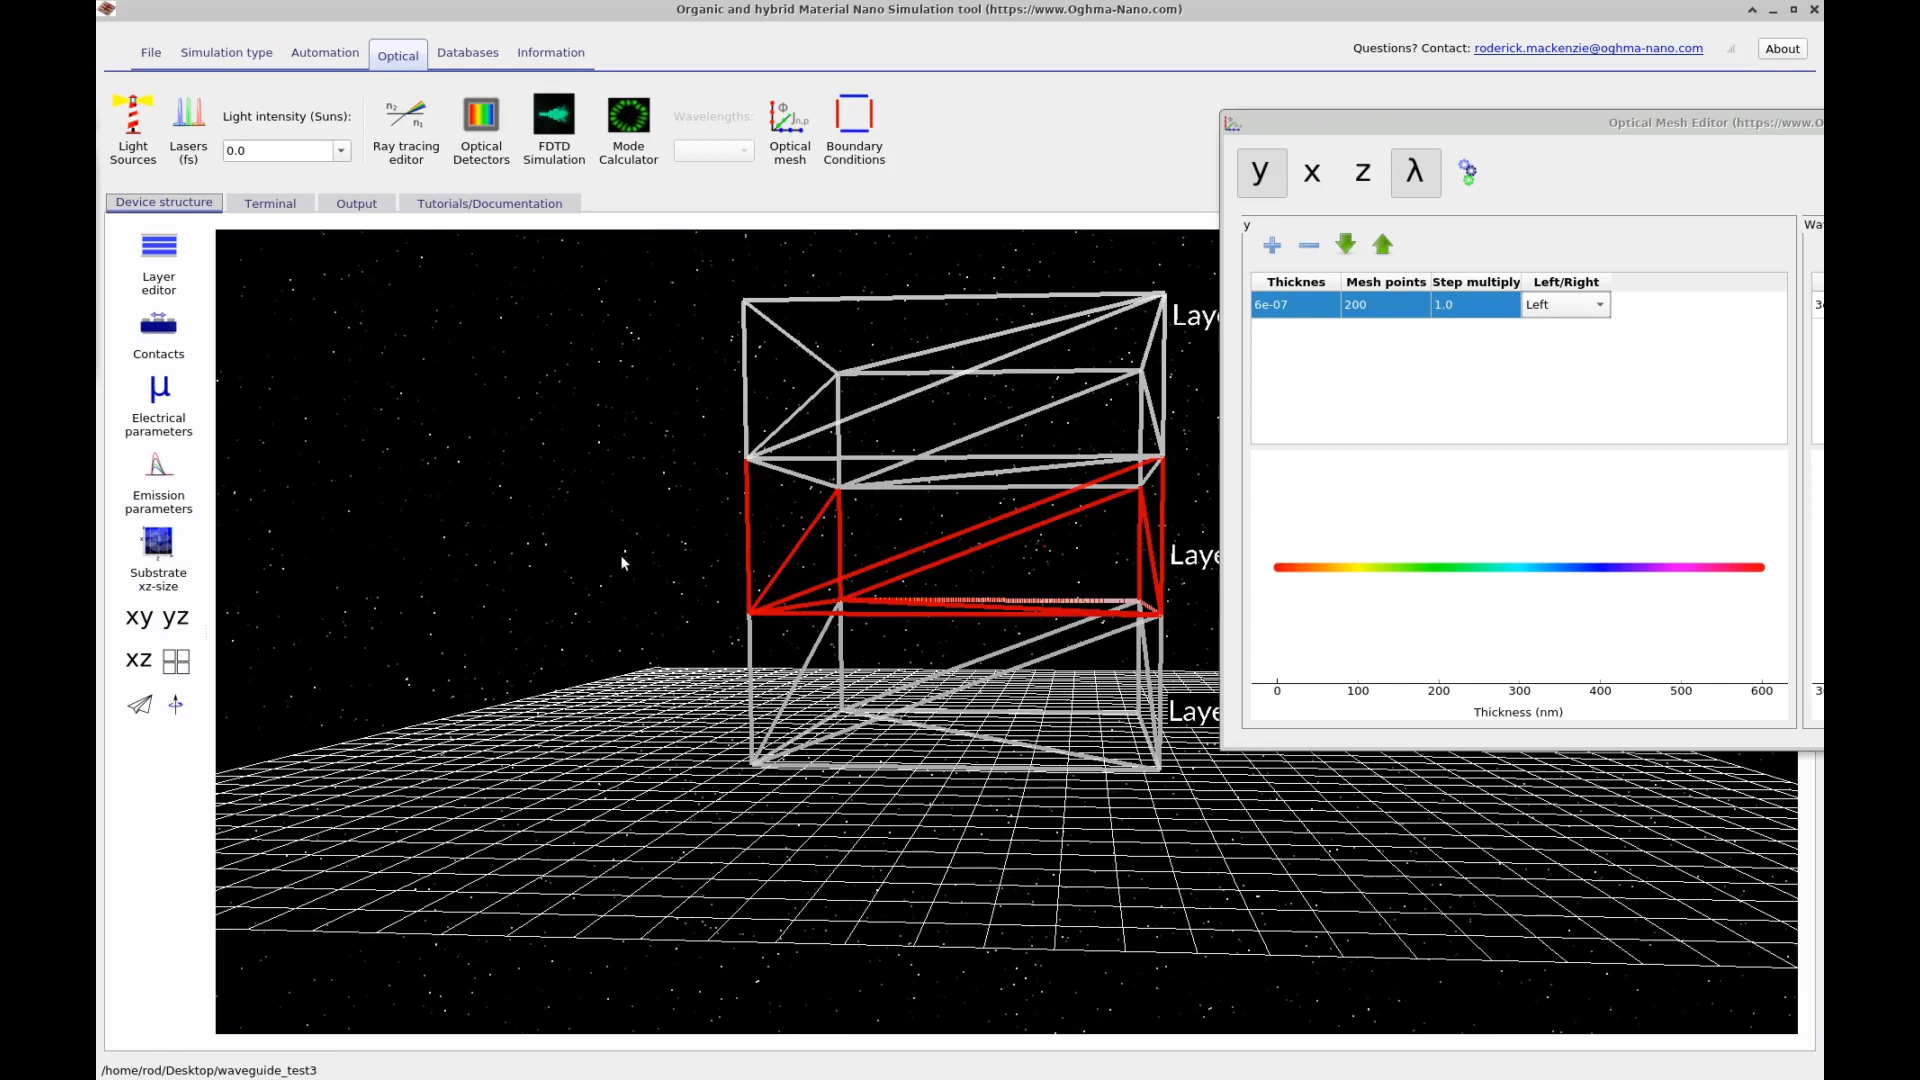 Organic and hybrid Material Nano Simulation tool (https://www.Oghma-Nano.com)
File Simulation type Automation Optical Databases Information
Questions? Contact: roderick.mackenzie@oghma-nano.com About
Light Sources
Lasers (fs)
Light intensity (Suns):
0.0
n2
n1
Ray tracing editor
Optical Detectors
FDTD Simulation
Mode Calculator
Wavelengths:
Φ
Jn,p
Optical mesh
Boundary Conditions
Device structure Terminal Output Tutorials/Documentation
Layer editor
Contacts
μ
Electrical parameters
Emission parameters
x
z
Substrate xz-size
xy yz
xz
Optical Mesh Editor (https://www.O
y x z λ
y
Wa
Thicknes Mesh points Step multiply Left/Right
6e-07 200 1.0 Left
0 100 200 300 400 500 600
Thickness (nm)
Laye
Laye
Laye
/home/rod/Desktop/waveguide_test3